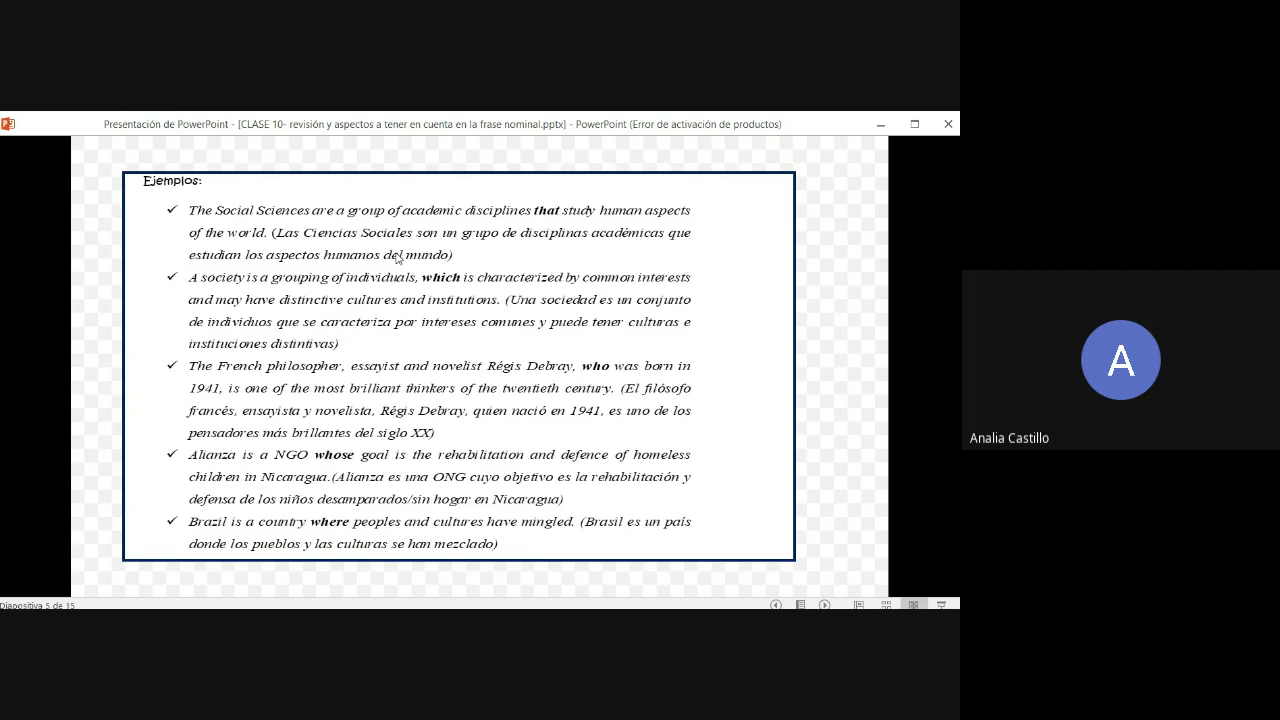 Presentación de PowerPoint - [CLASE 10- revisión y aspectos a tener en cuenta en la frase nominal.pptx] - PowerPoint (Error de activación de productos)
Ejemplos:
✓ The Social Sciences are a group of academic disciplines that study human aspects
of the world. (Las Ciencias Sociales son un grupo de disciplinas académicas que
estudian los aspectos humanos del mundo)
✓ A society is a grouping of individuals, which is characterized by common interests
and may have distinctive cultures and institutions. (Una sociedad es un conjunto
de individuos que se caracteriza por intereses comunes y puede tener culturas e
instituciones distintivas)
✓ The French philosopher, essayist and novelist Régis Debray, who was born in
1941, is one of the most brilliant thinkers of the twentieth century. (El filósofo
francés, ensayista y novelista, Régis Debray, quien nació en 1941, es uno de los
pensadores más brillantes del siglo XX)
✓ Alianza is a NGO whose goal is the rehabilitation and defence of homeless
children in Nicaragua.(Alianza es una ONG cuyo objetivo es la rehabilitación y
defensa de los niños desamparados/sin hogar en Nicaragua)
✓ Brazil is a country where peoples and cultures have mingled. (Brasil es un país
donde los pueblos y las culturas se han mezclado)
Diapositiva 5 de 15
A
Analia Castillo